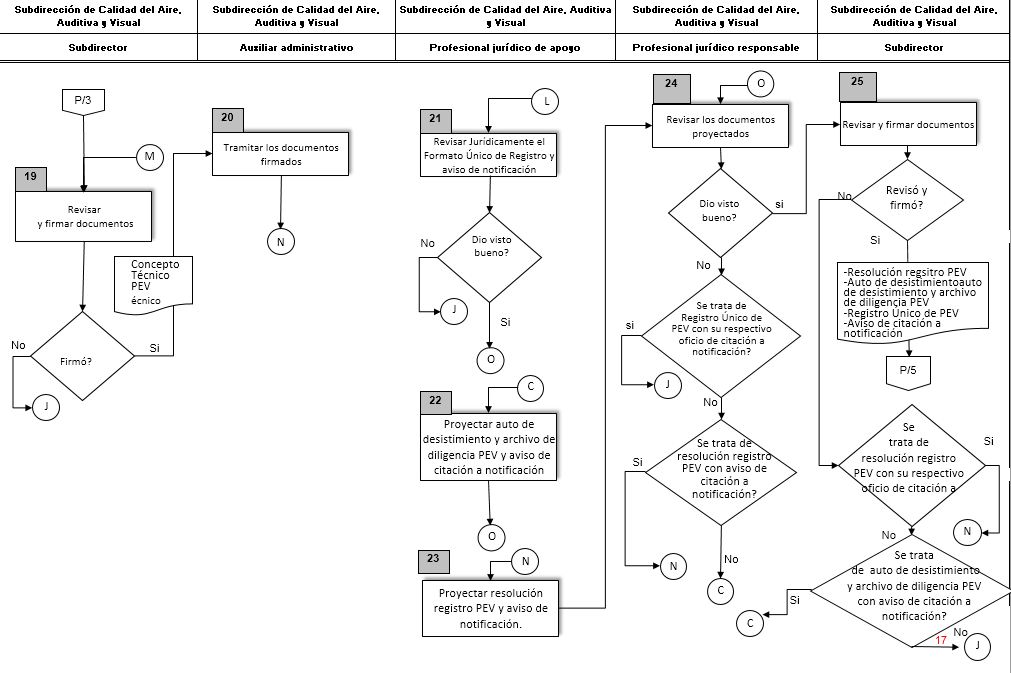 Subdirección de Calidad del Aire,
Auditiva y Visual
Subdirector
Subdirección de Calidad del Aire,
Auditiva y Visual
Auxiliar administrativo
Subdirección de Calidad del Aire, Auditiva
y Visual
Profesional jurídico de apoyo
Subdirección de Calidad del Aire,
Auditiva y Visual
Profesional jurídico responsable
Subdirección de Calidad del Aire,
Auditiva y Visual
Subdirector
P/3
M
19
Revisar
y firmar documentos
Concepto
Técnico
PEV
écnico
Firmó?
No
Si
J
20
Tramitar los documentos
firmados
N
L
21
Revisar Jurídicamente el
Formato Único de Registro y
aviso de notificación
Dio visto
bueno?
No
J
Si
O
C
22
Proyectar auto de
desistimiento y archivo de
diligencia PEV y aviso de
citación a notificación
O
N
23
Proyectar resolución
registro PEV y aviso de
notificación.
O
24
Revisar los documentos
proyectados
Dio visto
bueno?
si
No
Se trata de
Registro Único de
PEV con su respectivo
oficio de citación a
notificación?
si
J
No
Se trata de
resolución registro
PEV con aviso de
citación a
notificación?
Si
N
No
C
25
Revisar y firmar documentos
Revisó y
firmó?
No
Si
-Resolución regsitro PEV
-Auto de desistimientoauto
de desistimiento y archivo
de diligencia PEV
-Registro Único de PEV
-Aviso de citación a
notificación
P/5
Se
trata de
resolución registro
PEV con su respectivo
oficio de citación a
Si
N
No
Se trata
de auto de desistimiento
y archivo de diligencia PEV
con aviso de citación a
notificación?
Si
C
17
No
J